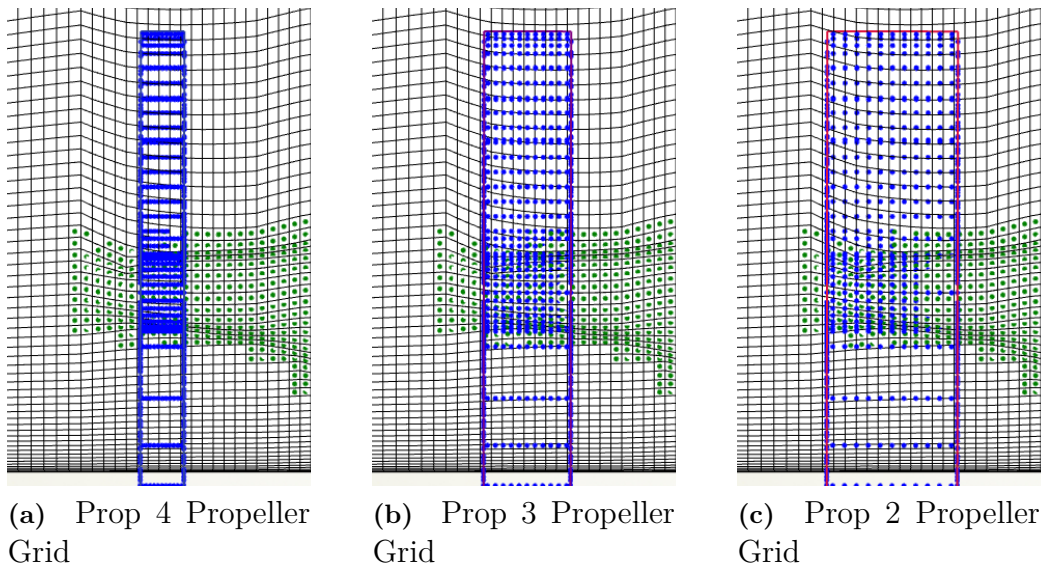 (a) Prop 4 Propeller
Grid
(b) Prop 3 Propeller
Grid
(c) Prop 2 Propeller
Grid